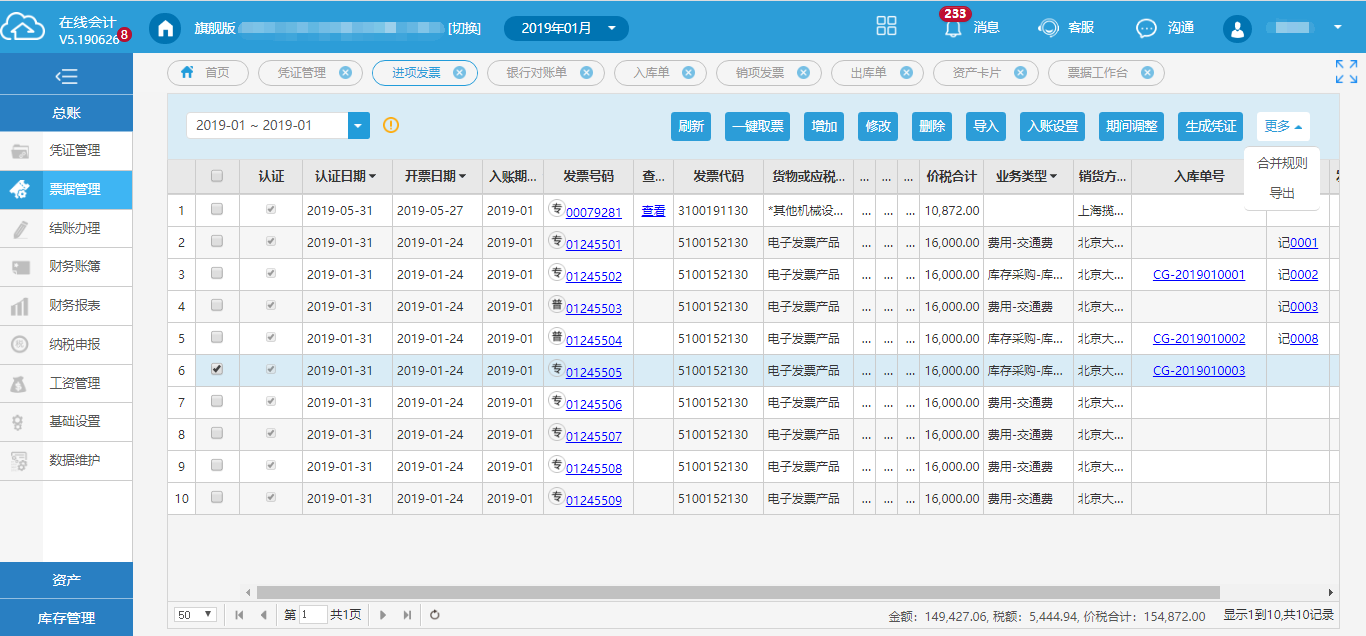 在线会计
V5.190626
8
旗舰版
[切换]
2019年01月
233
消息
客服
沟通
首页
凭证管理
进项发票
银行对账单
入库单
销项发票
出库单
资产卡片
票据工作台
总账
凭证管理
票据管理
结账办理
财务账簿
财务报表
纳税申报
工资管理
基础设置
数据维护
资产
库存管理
2019-01 ~ 2019-01
刷新 一键取票 增加 修改 删除 导入 入账设置 期间调整 生成凭证 更多
合并规则
导出
认证 认证日期 开票日期 入账期... 发票号码 查... 发票代码 货物或应税... ... ... ... 价税合计 业务类型 销货方... 入库单号
1 2019-05-31 2019-05-27 2019-01 专 00079281 查看 3100191130 *其他机械设... ... ... ... 10,872.00 上海揽...
2 2019-01-31 2019-01-24 2019-01 专 01245501 5100152130 电子发票产品 ... ... ... 16,000.00 费用-交通费 北京大... 记0001
3 2019-01-31 2019-01-24 2019-01 专 01245502 5100152130 电子发票产品 ... ... ... 16,000.00 库存采购-库... 北京大... CG-2019010001 记0002
4 2019-01-31 2019-01-24 2019-01 普 01245503 5100152130 电子发票产品 ... ... ... 16,000.00 费用-交通费 北京大... 记0003
5 2019-01-31 2019-01-24 2019-01 普 01245504 5100152130 电子发票产品 ... ... ... 16,000.00 库存采购-库... 北京大... CG-2019010002 记0008
6 2019-01-31 2019-01-24 2019-01 专 01245505 5100152130 电子发票产品 ... ... ... 16,000.00 库存采购-库... 北京大... CG-2019010003
7 2019-01-31 2019-01-24 2019-01 专 01245506 5100152130 电子发票产品 ... ... ... 16,000.00 费用-交通费 北京大...
8 2019-01-31 2019-01-24 2019-01 专 01245507 5100152130 电子发票产品 ... ... ... 16,000.00 费用-交通费 北京大...
9 2019-01-31 2019-01-24 2019-01 专 01245508 5100152130 电子发票产品 ... ... ... 16,000.00 费用-交通费 北京大...
10 2019-01-31 2019-01-24 2019-01 专 01245509 5100152130 电子发票产品 ... ... ... 16,000.00 费用-交通费 北京大...
50 第 1 共1页
金额：149,427.06, 税额：5,444.94, 价税合计：154,872.00 显示1到10,共10记录